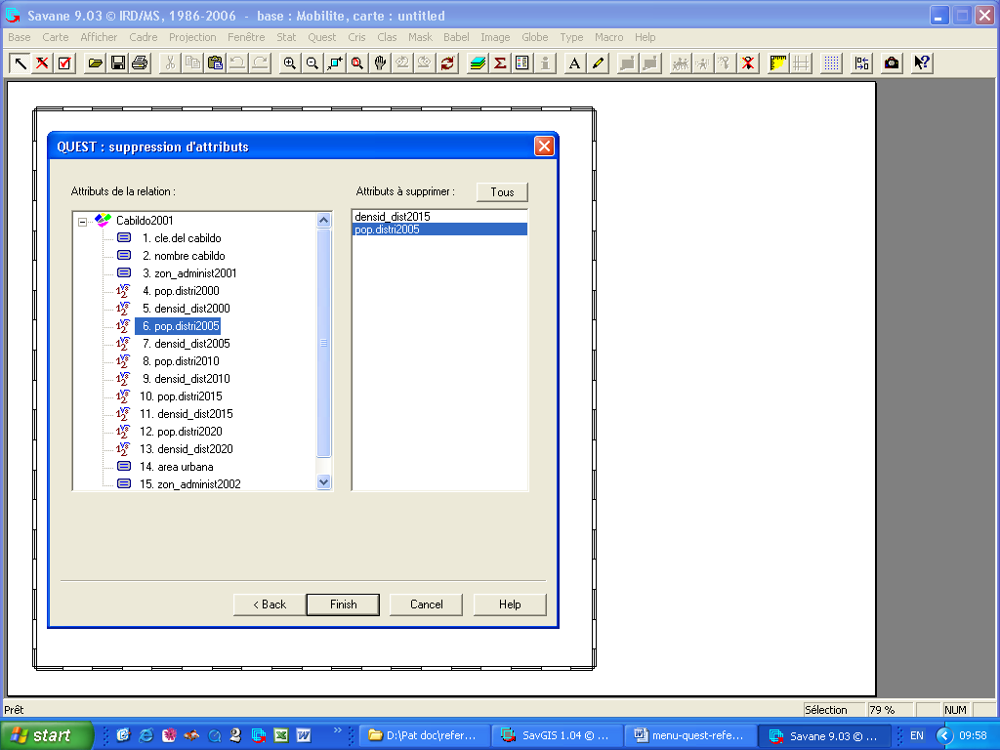 Savane 9.03 © IRD/MS, 1986-2006 - base : Mobilite, carte : untitled
Base Carte Afficher Cadre Projection Fenêtre Stat Quest Cris Clas Mask Babel Image Globe Type Macro Help
QUEST : suppression d'attributs
Attributs de la relation :
Attributs à supprimer :
Tous
Cabildo2001
1. cle.del cabildo
2. nombre cabildo
3. zon_administ2001
4. pop.distri2000
5. densid_dist2000
6. pop.distri2005
7. densid_dist2005
8. pop.distri2010
9. densid_dist2010
10. pop.distri2015
11. densid_dist2015
12. pop.distri2020
13. densid_dist2020
14. area urbana
15. zon_administ2002
densid_dist2015
pop.distri2005
< Back Finish Cancel Help
Prêt
Sélection 79 % NUM
start
D:\Pat doc\refer...
SavGIS 1.04 © ...
menu-quest-refe...
Savane 9.03 © ...
EN
09:58